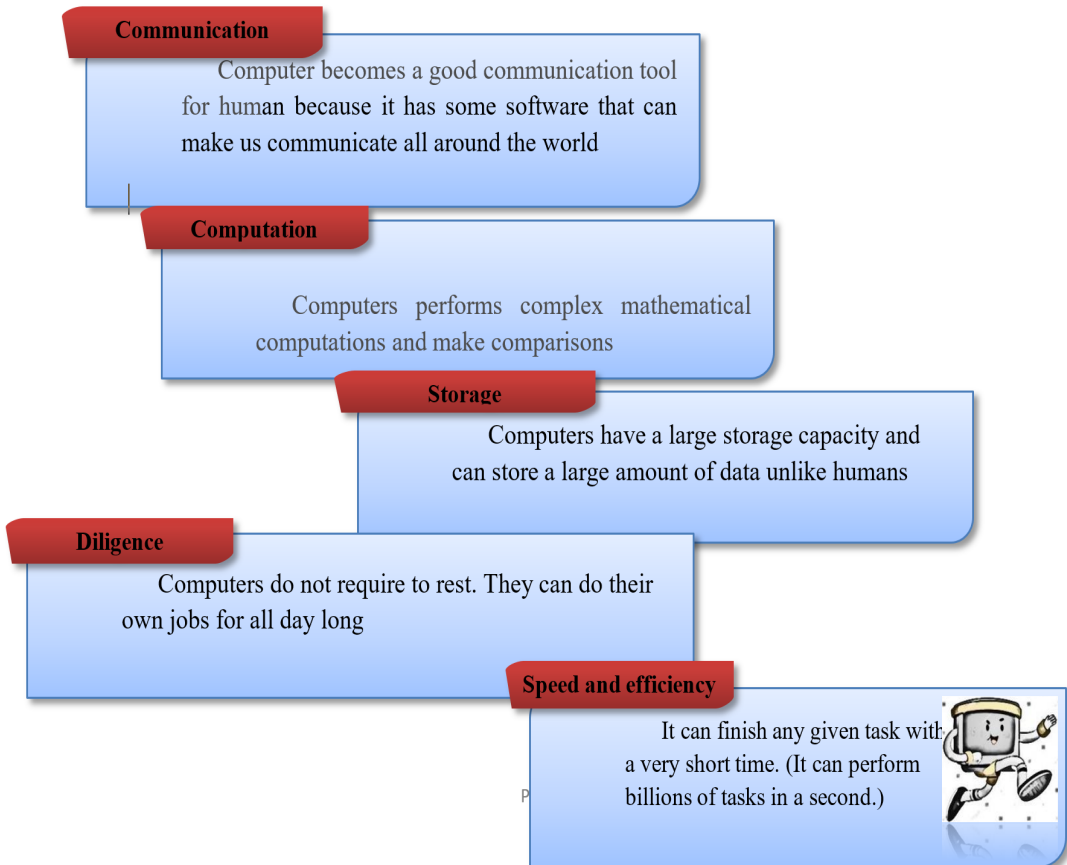 Communication
Computer becomes a good communication tool
for human because it has some software that can
make us communicate all around the world
Computation
Computers performs complex mathematical
computations and make comparisons
Storage
Computers have a large storage capacity and
can store a large amount of data unlike humans
Diligence
Computers do not require to rest. They can do their
own jobs for all day long
Speed and efficiency
It can finish any given task with
a very short time. (It can perform
P
billions of tasks in a second.)